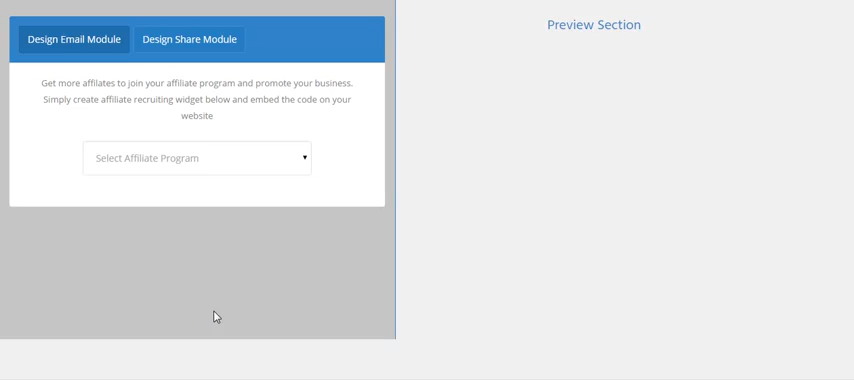 Design Email Module Design Share Module
Get more affilates to join your affiliate program and promote your business.
Simply create affiliate recruiting widget below and embed the code on your
website
Select Affiliate Program
Preview Section